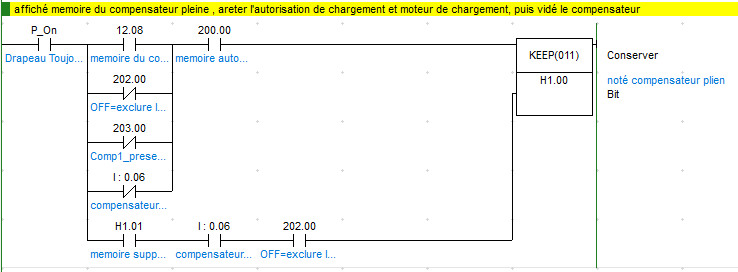 affiché memoire du compensateur pleine , areter l'autorisation de chargement et moteur de chargement, puis vidé le compensateur
P_On
12.08
200.00
KEEP(011)
Conserver
Drapeau Toujo...
memoire du co...
memoire auto...
202.00
H1.00
noté compensateur plien
Bit
OFF=exclure l...
203.00
Comp1_prese...
I : 0.06
compensateur...
H1.01
I : 0.06
202.00
memoire supp...
compensateur...
OFF=exclure l...